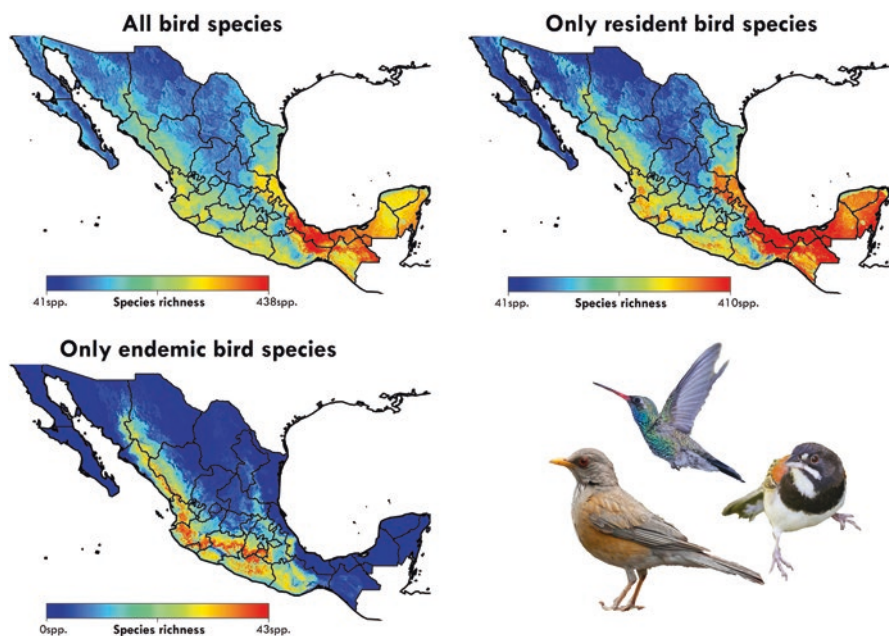 All bird species
Only resident bird species
41spp.
Species richness
438spp.
41spp.
Species richness
410spp.
Only endemic bird species
0spp.
Species richness
43spp.